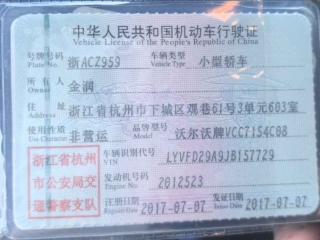 中华人民共和国机动车行驶证
Vehicle License of the People's Republic of China
号牌号码 浙ACZ959 车辆类型 小型轿车
Plate No. Vehicle Type
所有人 金润
Owner
住址 浙江省杭州市下城区观巷61号3单元603室
Address
使用性质 非营运 品牌型号 沃尔沃牌VCC7154C08
Use Character Model
浙江省杭州市公安局交通警察支队
车辆识别代号 LYVFD29A9JB157729
VIN
发动机号码 2012523
Engine No.
注册日期 2017-07-07 发证日期 2017-07-07
Register Date Issue Date